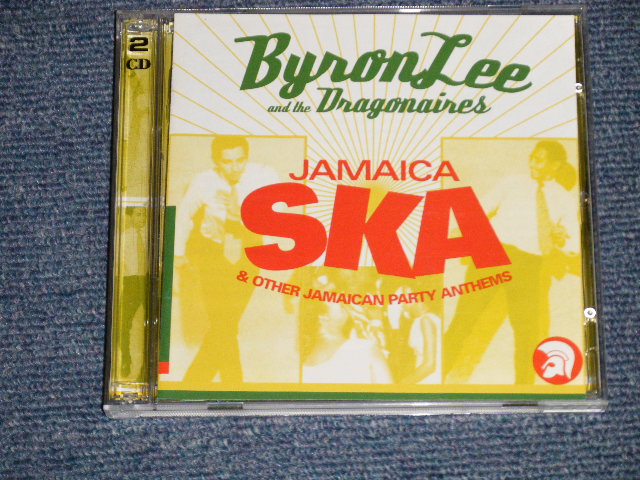 2
CD
Byron Lee
and the Dragonaires
JAMAICA
SKA
& OTHER JAMAICAN PARTY ANTHEMS